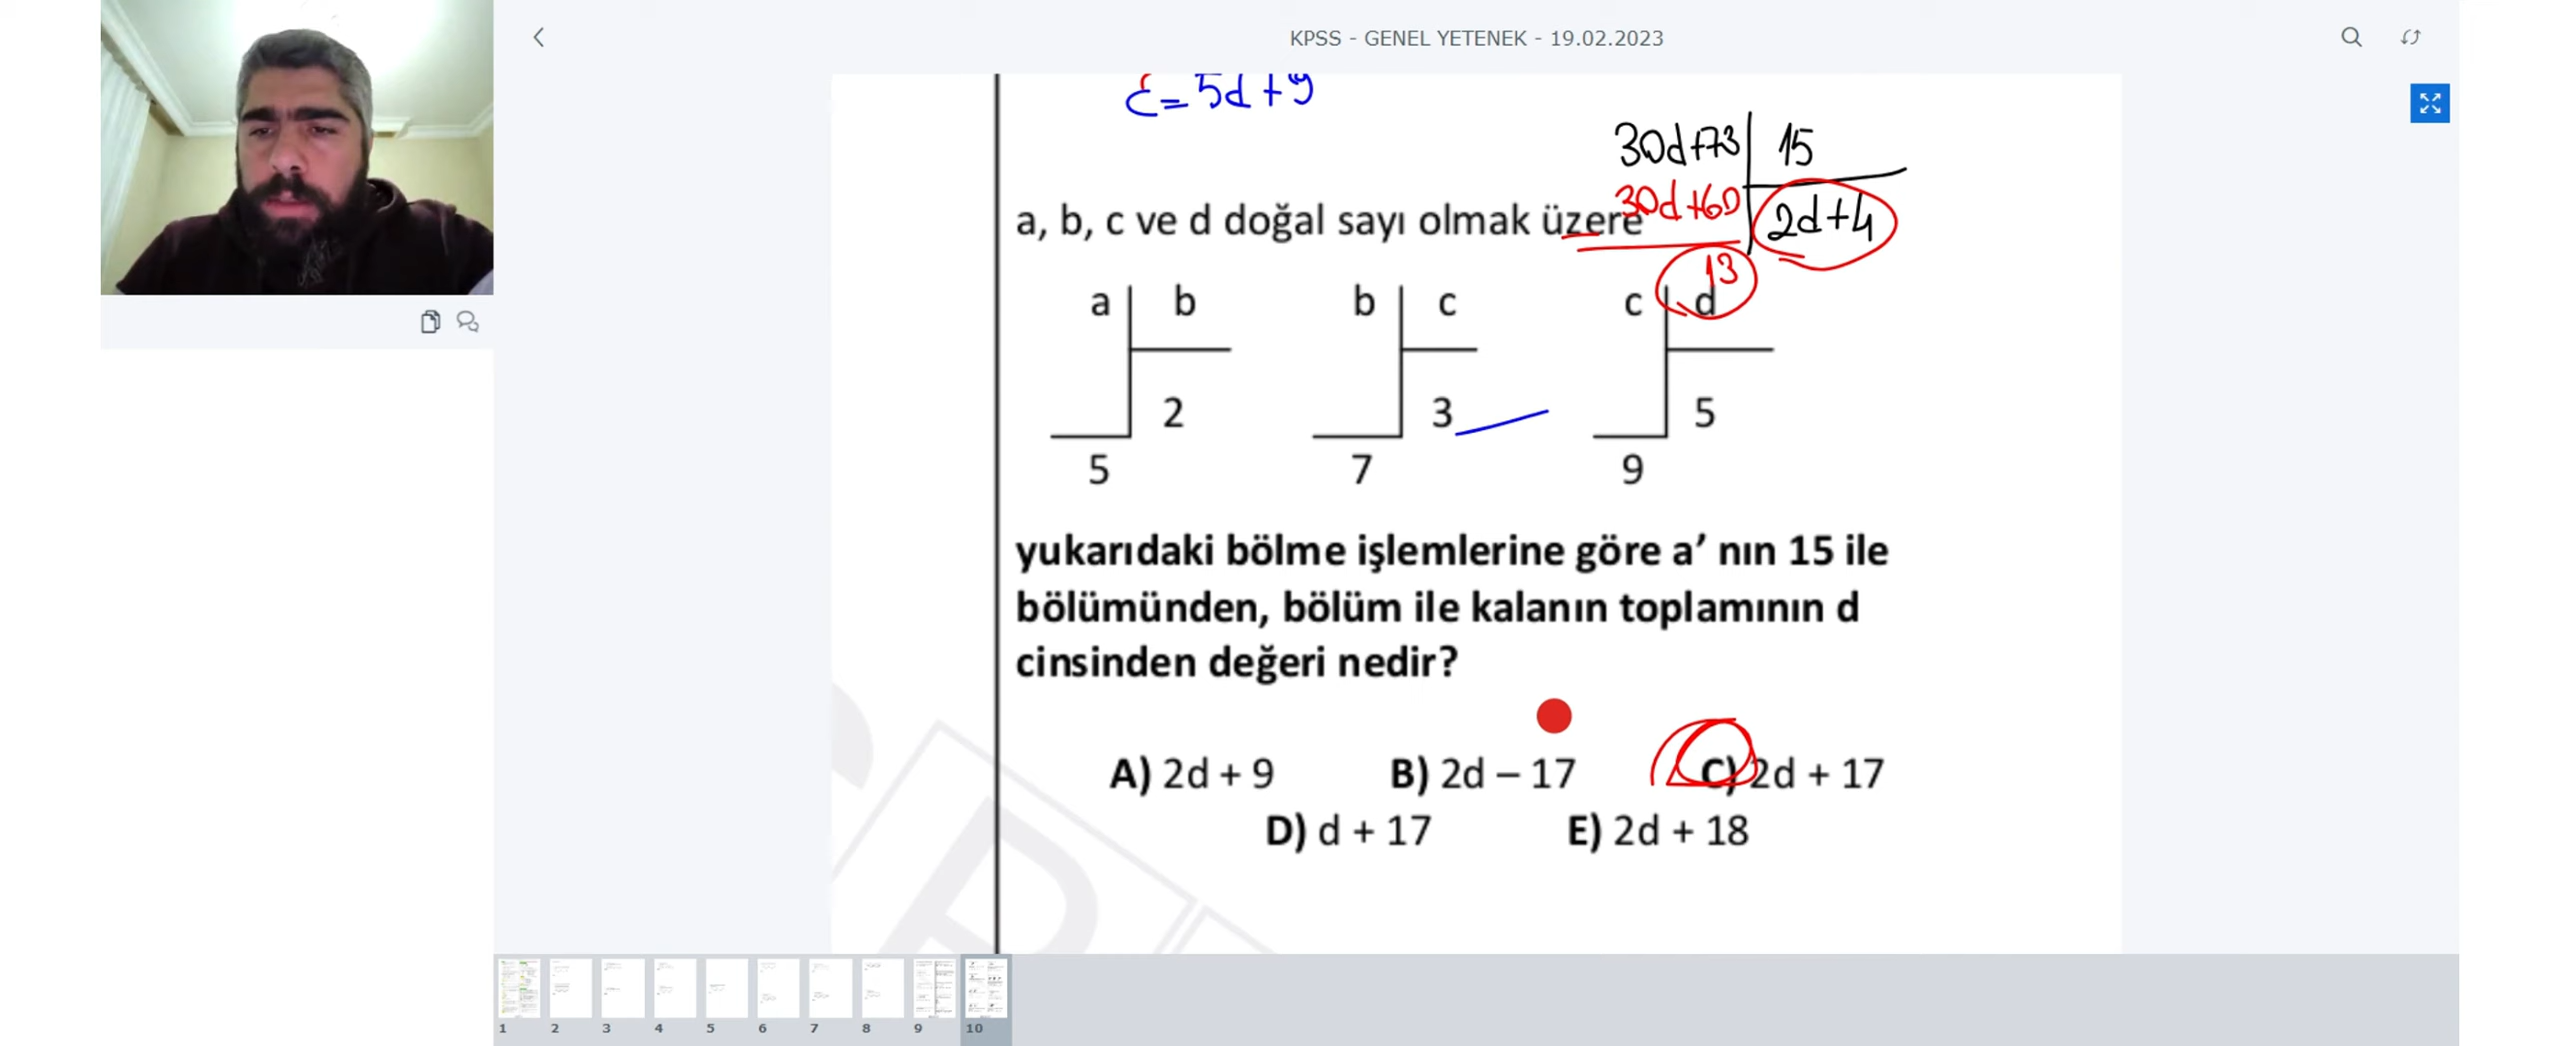 KPSS - GENEL YETENEK - 19.02.2023
c = 5d + 9
30d+73 15
30d+60 2d+4
13
a, b, c ve d doğal sayı olmak üzere
a b b c c d
2 3 5
5 7 9
yukarıdaki bölme işlemlerine göre a’ nın 15 ile
bölümünden, bölüm ile kalanın toplamının d
cinsinden değeri nedir?
A) 2d + 9 B) 2d – 17 C) 2d + 17
D) d + 17 E) 2d + 18
1 2 3 4 5 6 7 8 9 10